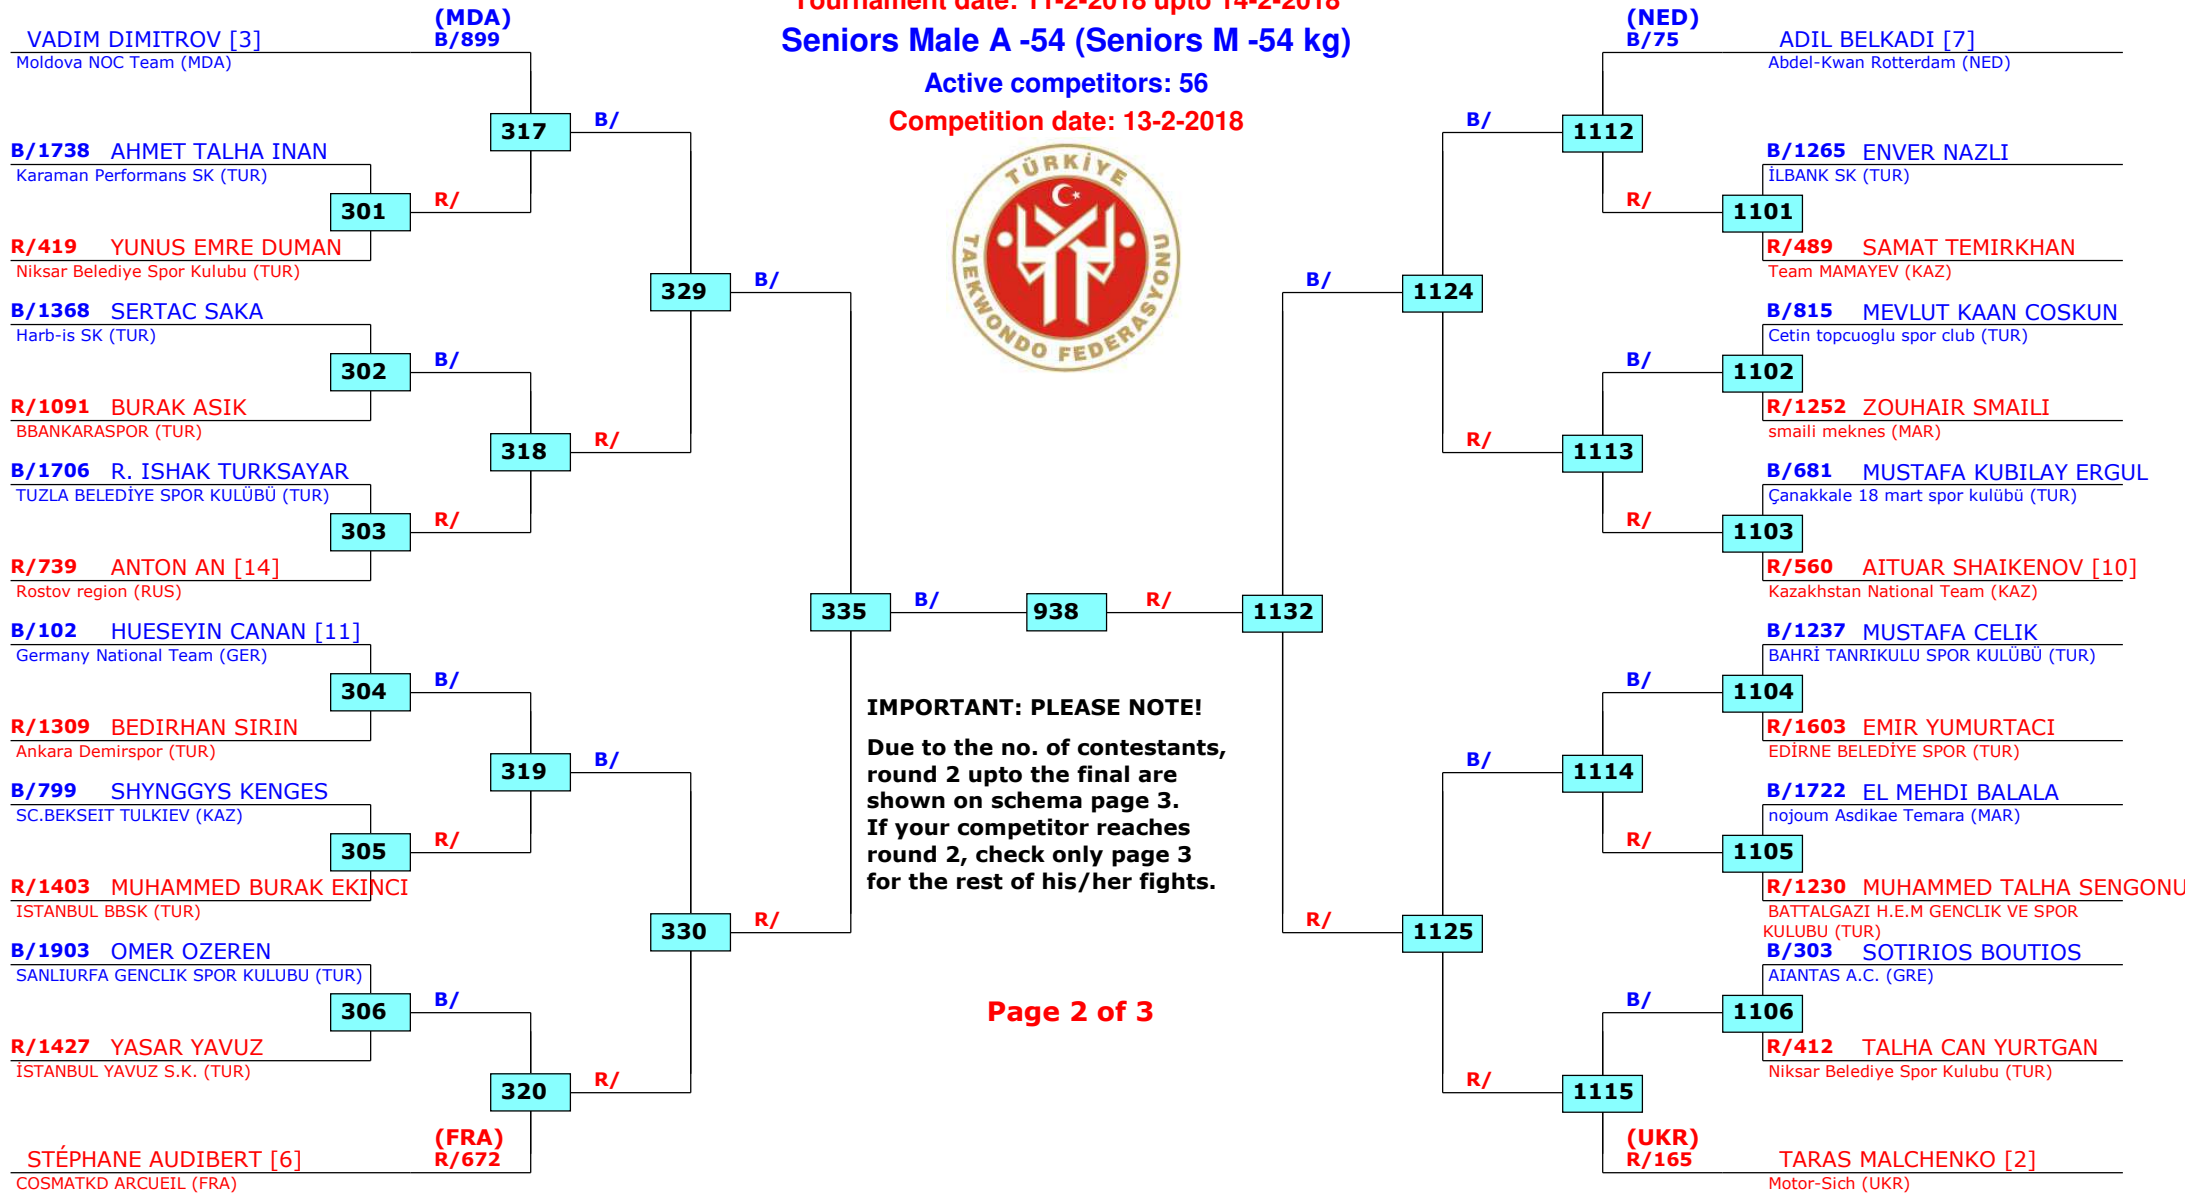 Tournament date: 11-2-2018 upto 14-2-2018
Seniors Male A -54 (Seniors M -54 kg)
Active competitors: 56
Competition date: 13-2-2018
TÜRKİYE
TAEKWONDO FEDERASYONU
(MDA)
VADIM DIMITROV [3] B/899
Moldova NOC Team (MDA)
317 B/
B/1738 AHMET TALHA INAN
Karaman Performans SK (TUR)
301 R/
R/419 YUNUS EMRE DUMAN
Niksar Belediye Spor Kulubu (TUR)
329 B/
B/1368 SERTAC SAKA
Harb-is SK (TUR)
302 B/
R/1091 BURAK ASIK
BBANKARASPOR (TUR)
318 R/
B/1706 R. ISHAK TURKSAYAR
TUZLA BELEDİYE SPOR KULÜBÜ (TUR)
303 R/
R/739 ANTON AN [14]
Rostov region (RUS)
335 B/ 938 R/ 1132
B/102 HUESEYIN CANAN [11]
Germany National Team (GER)
304 B/
R/1309 BEDIRHAN SIRIN
Ankara Demirspor (TUR)
319 B/
B/799 SHYNGGYS KENGES
SC.BEKSEIT TULKIEV (KAZ)
305 R/
R/1403 MUHAMMED BURAK EKINCI
ISTANBUL BBSK (TUR)
330 R/
B/1903 OMER OZEREN
SANLIURFA GENCLIK SPOR KULUBU (TUR)
306 B/
R/1427 YASAR YAVUZ
İSTANBUL YAVUZ S.K. (TUR)
320 R/
(FRA)
STÉPHANE AUDIBERT [6] R/672
COSMATKD ARCUEIL (FRA)
IMPORTANT: PLEASE NOTE!
Due to the no. of contestants,
round 2 upto the final are
shown on schema page 3.
If your competitor reaches
round 2, check only page 3
for the rest of his/her fights.
Page 2 of 3
(NED)
B/75 ADIL BELKADI [7]
Abdel-Kwan Rotterdam (NED)
B/ 1112
B/1265 ENVER NAZLI
İLBANK SK (TUR)
R/ 1101
R/489 SAMAT TEMIRKHAN
Team MAMAYEV (KAZ)
B/ 1124
B/815 MEVLUT KAAN COSKUN
Cetin topcuoglu spor club (TUR)
B/ 1102
R/1252 ZOUHAIR SMAILI
smaili meknes (MAR)
R/ 1113
B/681 MUSTAFA KUBILAY ERGUL
Çanakkale 18 mart spor kulübü (TUR)
R/ 1103
R/560 AITUAR SHAIKENOV [10]
Kazakhstan National Team (KAZ)
B/1237 MUSTAFA CELIK
BAHRİ TANRIKULU SPOR KULÜBÜ (TUR)
B/ 1104
R/1603 EMIR YUMURTACI
EDİRNE BELEDİYE SPOR (TUR)
B/ 1114
B/1722 EL MEHDI BALALA
nojoum Asdikae Temara (MAR)
R/ 1105
R/1230 MUHAMMED TALHA SENGONU
BATTALGAZI H.E.M GENCLIK VE SPOR
KULUBU (TUR)
R/ 1125
B/303 SOTIRIOS BOUTIOS
AIANTAS A.C. (GRE)
B/ 1106
R/412 TALHA CAN YURTGAN
Niksar Belediye Spor Kulubu (TUR)
R/ 1115
(UKR)
R/165 TARAS MALCHENKO [2]
Motor-Sich (UKR)